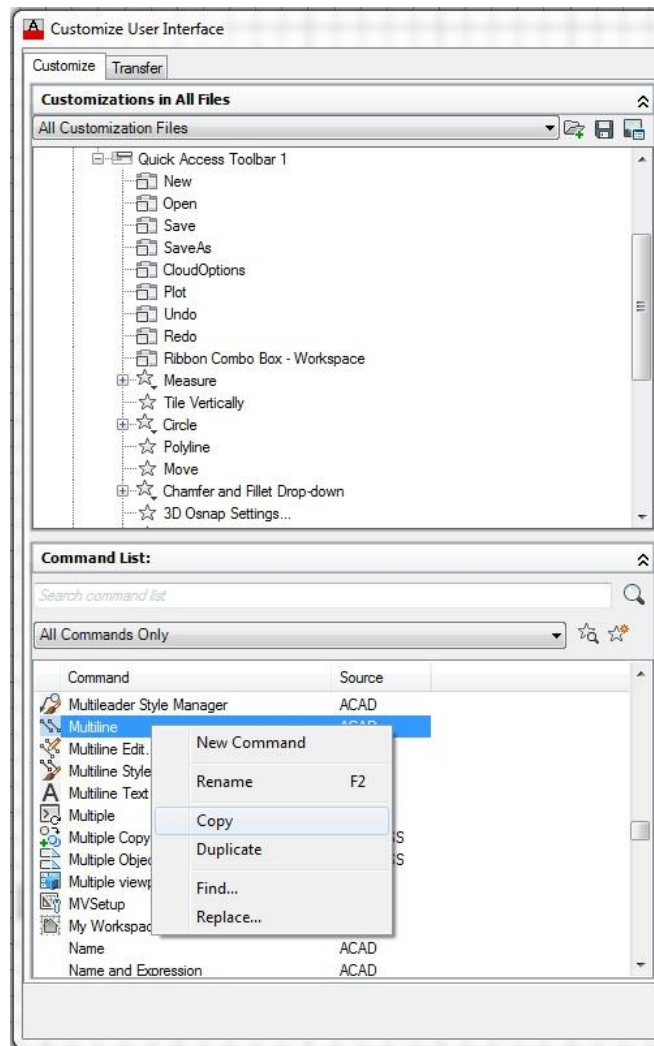 Customize User Interface
Customize Transfer
Customizations in All Files
All Customization Files
Quick Access Toolbar 1
New
Open
Save
SaveAs
CloudOptions
Plot
Undo
Redo
Ribbon Combo Box - Workspace
Measure
Tile Vertically
Circle
Polyline
Move
Chamfer and Fillet Drop-down
3D Osnap Settings...
Command List:
Search command list
All Commands Only
Command Source
Multileader Style Manager ACAD
Multiline ACAD
Multiline Edit.
Multiline Style
Multiline Text
Multiple
Multiple Copy
Multiple Objec
Multiple viewp
MVSetup
My Workspac
Name ACAD
Name and Expression ACAD
New Command
Rename F2
Copy
Duplicate
Find...
Replace...